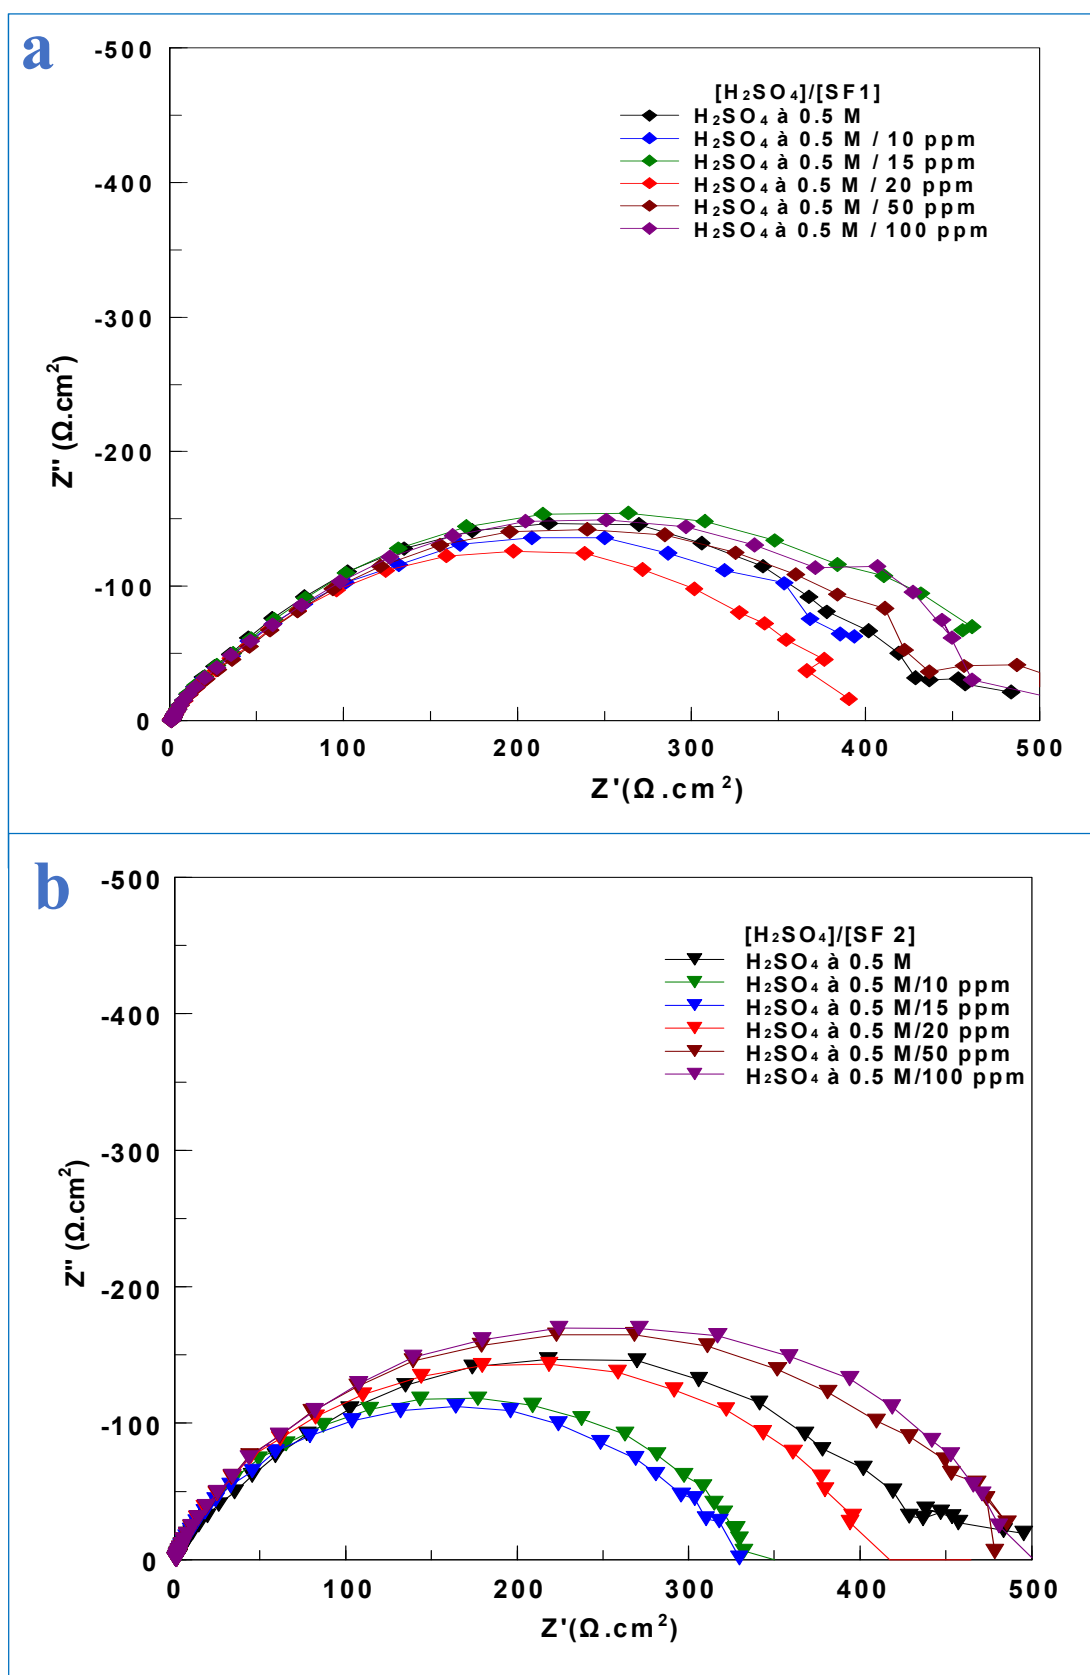 a
-500
-400
-300
-200
-100
0
Z'' (Ω.cm²)
[H₂SO₄]/[SF1]
H₂SO₄ à 0.5 M
H₂SO₄ à 0.5 M / 10 ppm
H₂SO₄ à 0.5 M / 15 ppm
H₂SO₄ à 0.5 M / 20 ppm
H₂SO₄ à 0.5 M / 50 ppm
H₂SO₄ à 0.5 M / 100 ppm
0 100 200 300 400 500
Z'(Ω.cm²)
b
-500
-400
-300
-200
-100
0
Z'' (Ω.cm²)
[H₂SO₄]/[SF 2]
H₂SO₄ à 0.5 M
H₂SO₄ à 0.5 M/10 ppm
H₂SO₄ à 0.5 M/15 ppm
H₂SO₄ à 0.5 M/20 ppm
H₂SO₄ à 0.5 M/50 ppm
H₂SO₄ à 0.5 M/100 ppm
0 100 200 300 400 500
Z'(Ω.cm²)